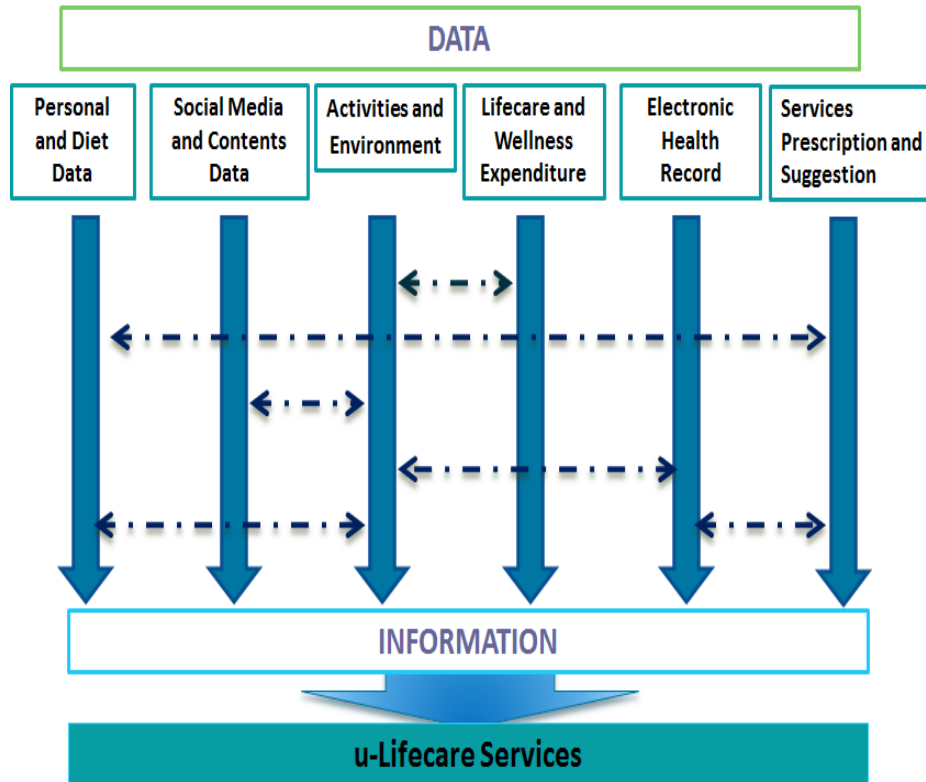 DATA
Personal
and Diet
Data
Social Media
and Contents
Data
Activities and
Environment
Lifecare and
Wellness
Expenditure
Electronic
Health
Record
Services
Prescription and
Suggestion
INFORMATION
u-Lifecare Services